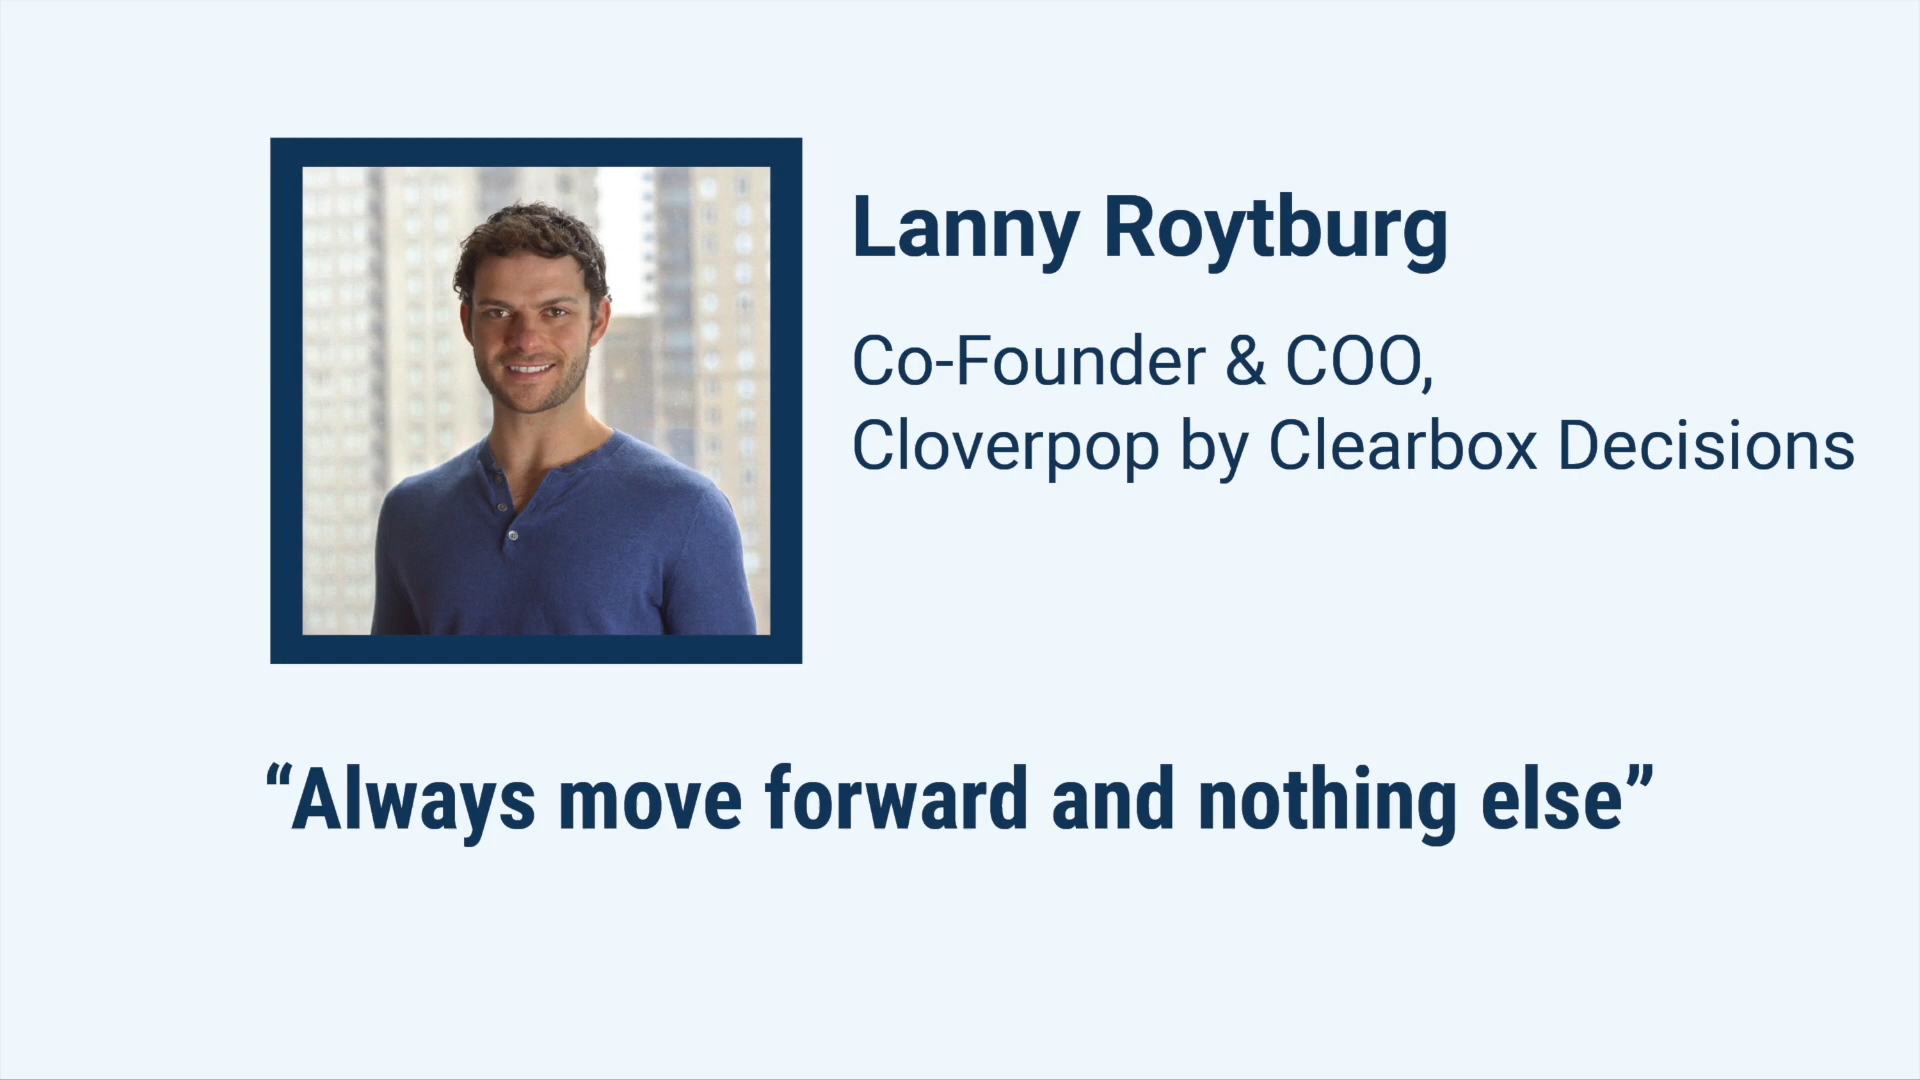 Lanny Roytburg
Co-Founder & COO,
Cloverpop by Clearbox Decisions
“Always move forward and nothing else”